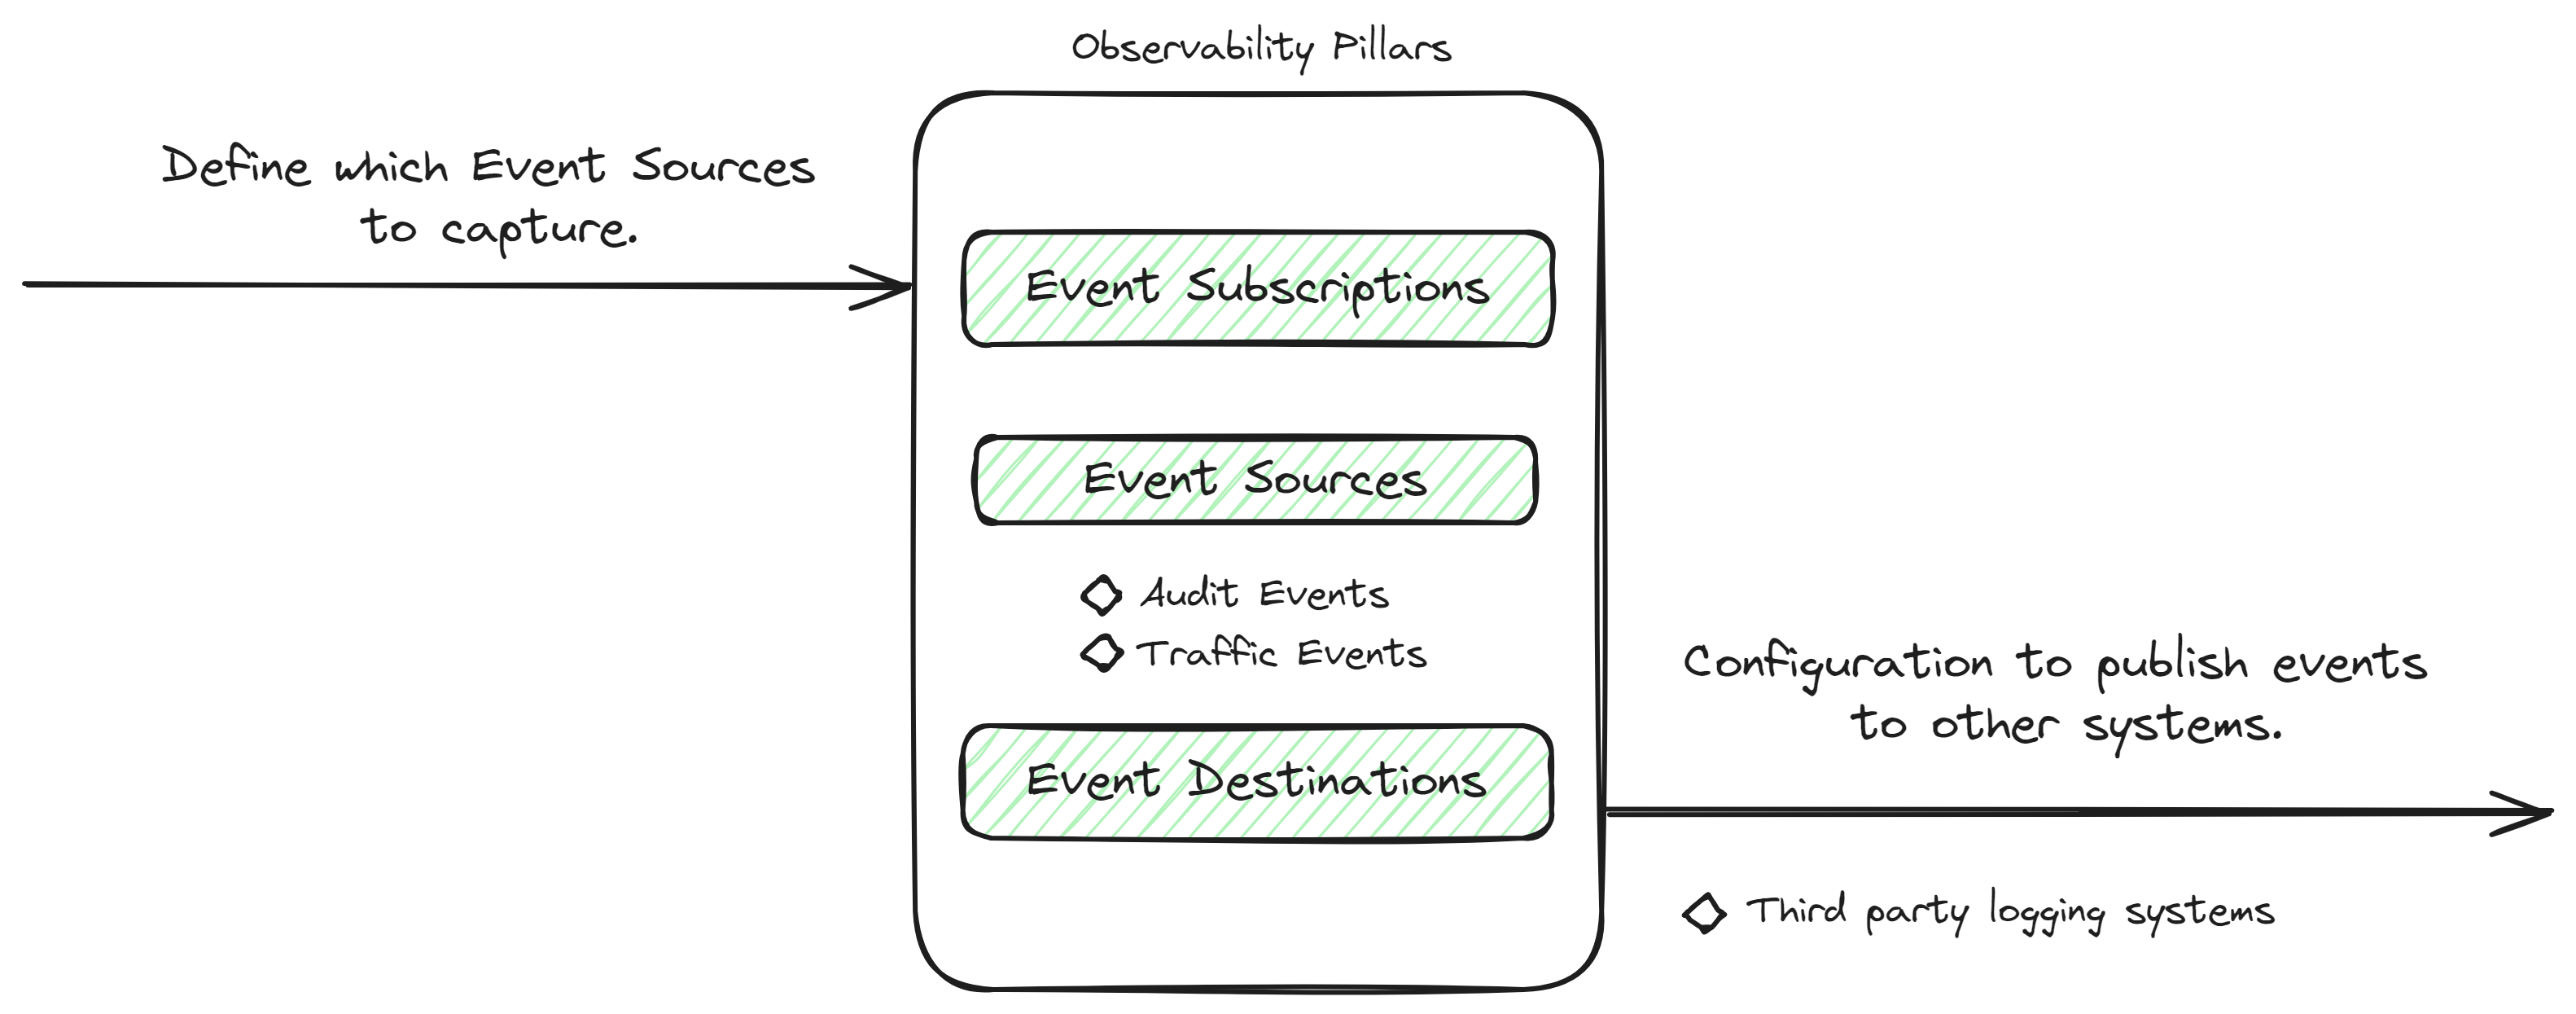 Observability Pillars
Define which Event Sources
to capture.
Event Subscriptions
Event Sources
Audit Events
Traffic Events
Event Destinations
Configuration to publish events
to other systems.
Third party logging systems